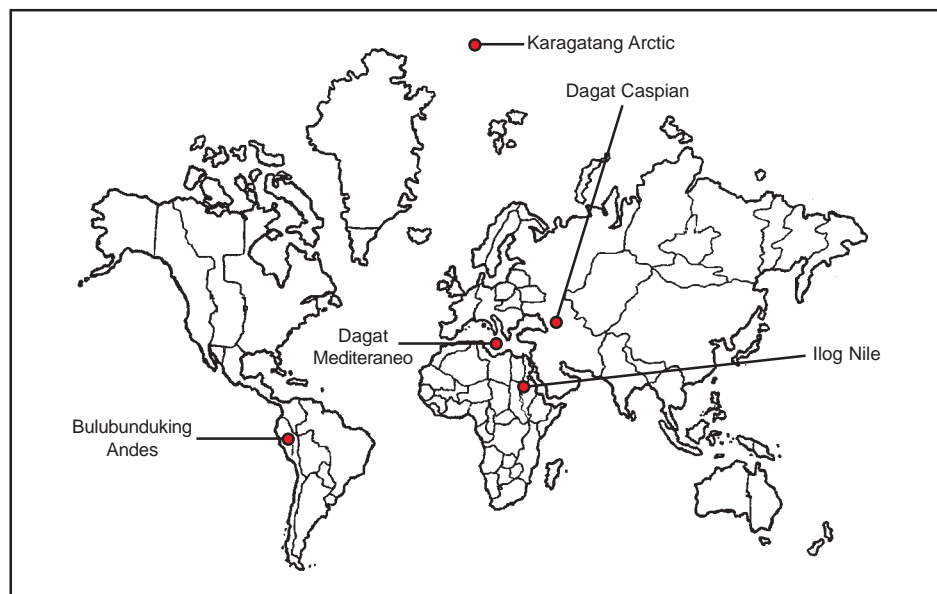 Karagatang Arctic
Dagat Caspian
Dagat
Mediteraneo
Ilog Nile
Bulubunduking
Andes